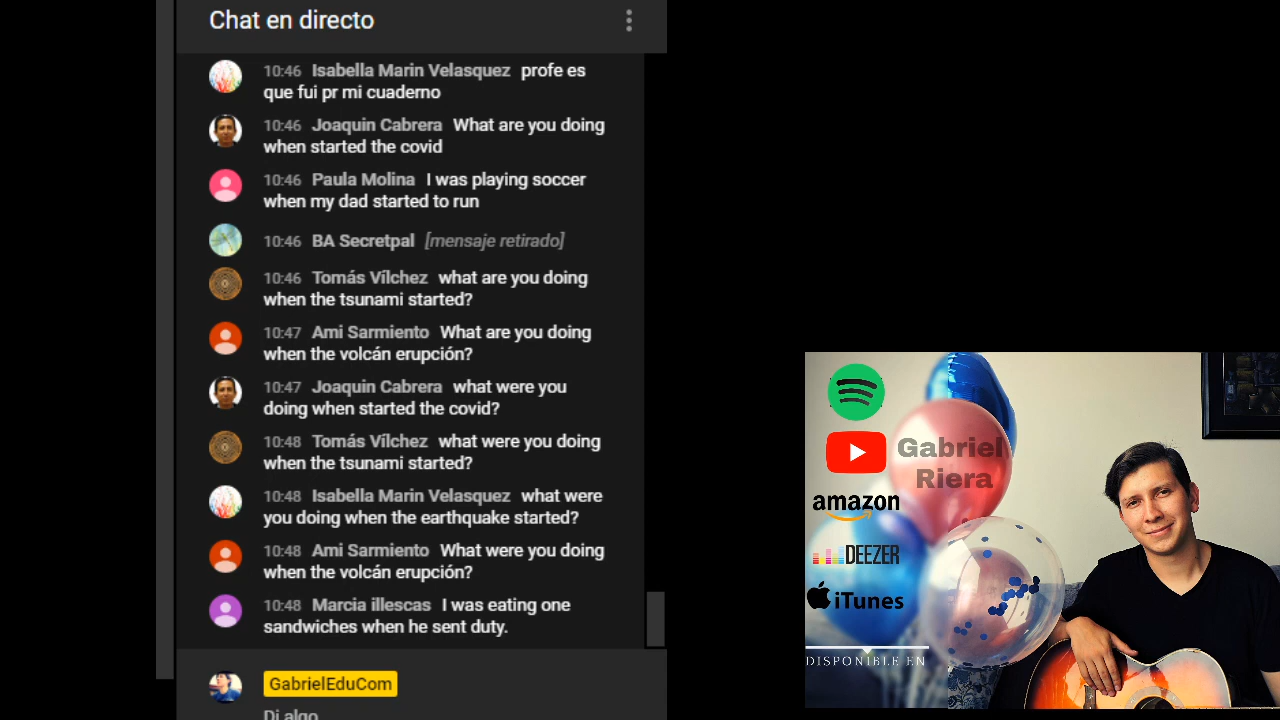 Chat en directo
10:46 Isabella Marin Velasquez profe es
que fui pr mi cuaderno
10:46 Joaquin Cabrera What are you doing
when started the covid
10:46 Paula Molina I was playing soccer
when my dad started to run
10:46 BA Secretpal [mensaje retirado]
10:46 Tomás Vílchez what are you doing
when the tsunami started?
10:47 Ami Sarmiento What are you doing
when the volcán erupción?
10:47 Joaquin Cabrera what were you
doing when started the covid?
10:48 Tomás Vílchez what were you doing
when the tsunami started?
10:48 Isabella Marin Velasquez what were
you doing when the earthquake started?
10:48 Ami Sarmiento What were you doing
when the volcán erupción?
10:48 Marcia illescas I was eating one
sandwiches when he sent duty.
GabrielEduCom
Di algo
Gabriel
Riera
amazon
DEEZER
iTunes
DISPONIBLE EN